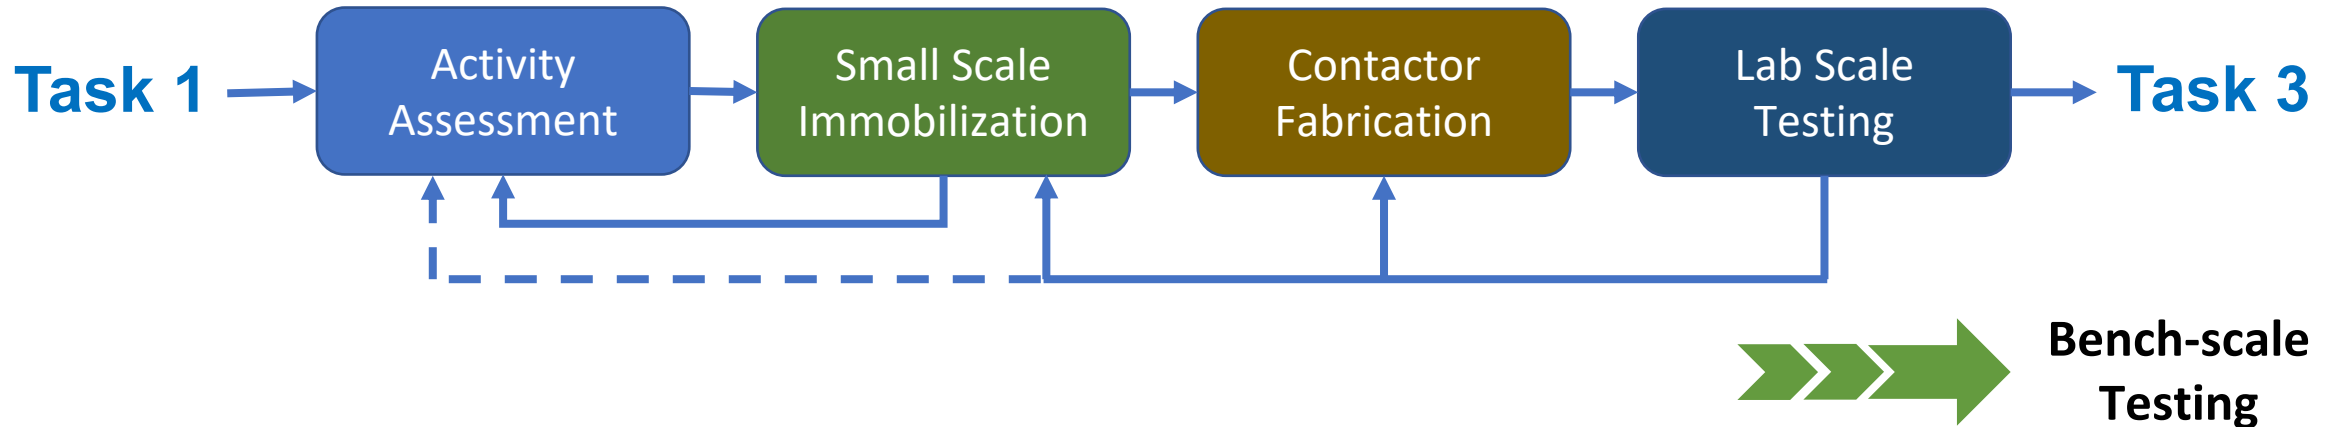 Task 1
Activity
Assessment
Small Scale
Immobilization
Contactor
Fabrication
Lab Scale
Testing
Task 3
Bench-scale
Testing